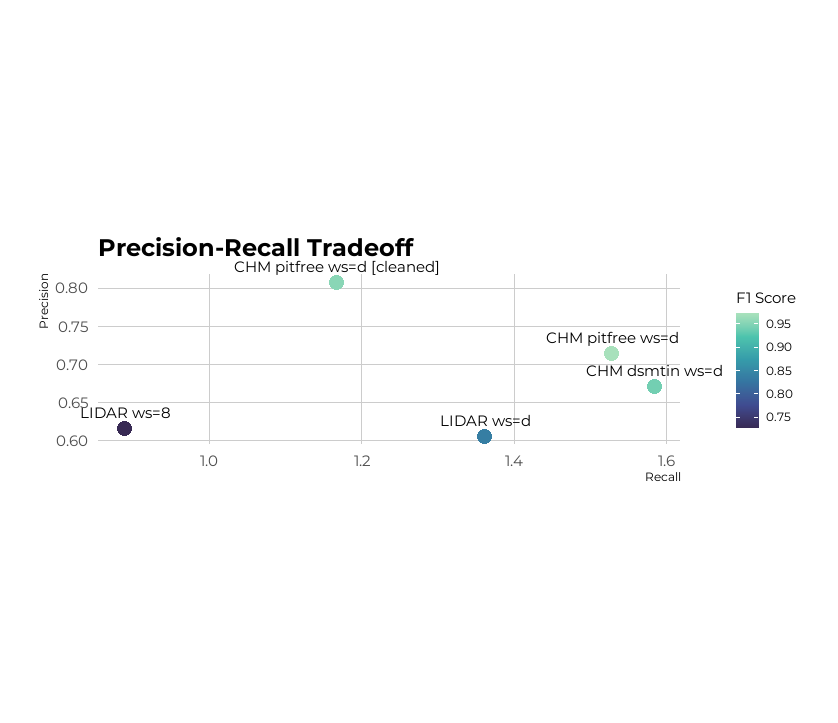 Precision-Recall Tradeoff
CHM pitfree ws=d [cleaned]
Precision
0.80
F1 Score
0.75
0.95
CHM pitfree ws=d
0.90
0.70
CHM dsmtin ws=d
0.85
0.65
LIDAR ws=8
LIDAR ws=d
0.80
0.75
0.60
1.0
1.2
1.4
1.6
Recall